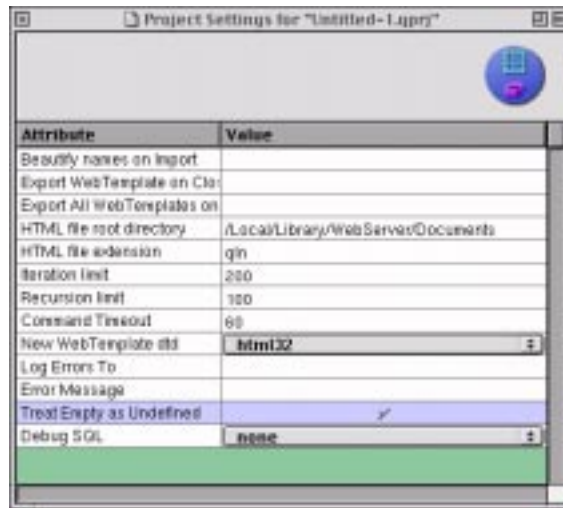 Project Settings for "Untitled-1.qprj"
Attribute Value
Beautify names on Import
Export WebTemplate on Clo
Export All WebTemplates on
HTML file root directory /Local/Library/WebServer/Documents
HTML file extension qln
Iteration limit 200
Recursion limit 100
Command Timeout 60
New WebTemplate dtd html32
Log Errors To
Error Message
Treat Empty as Undefined
Debug SQL none